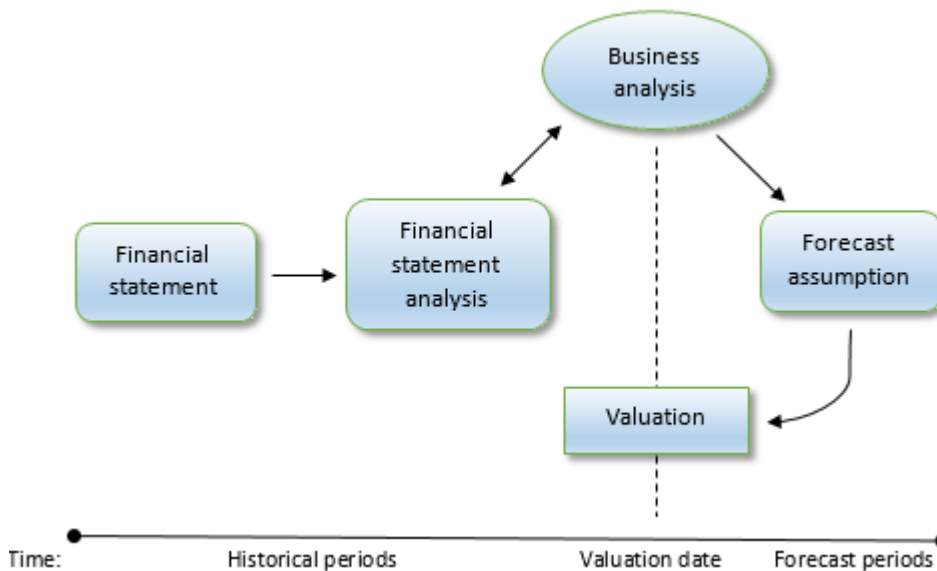 Business
analysis
Financial
statement
Financial
statement
analysis
Forecast
assumption
Valuation
Time:
Historical periods
Valuation date
Forecast periods